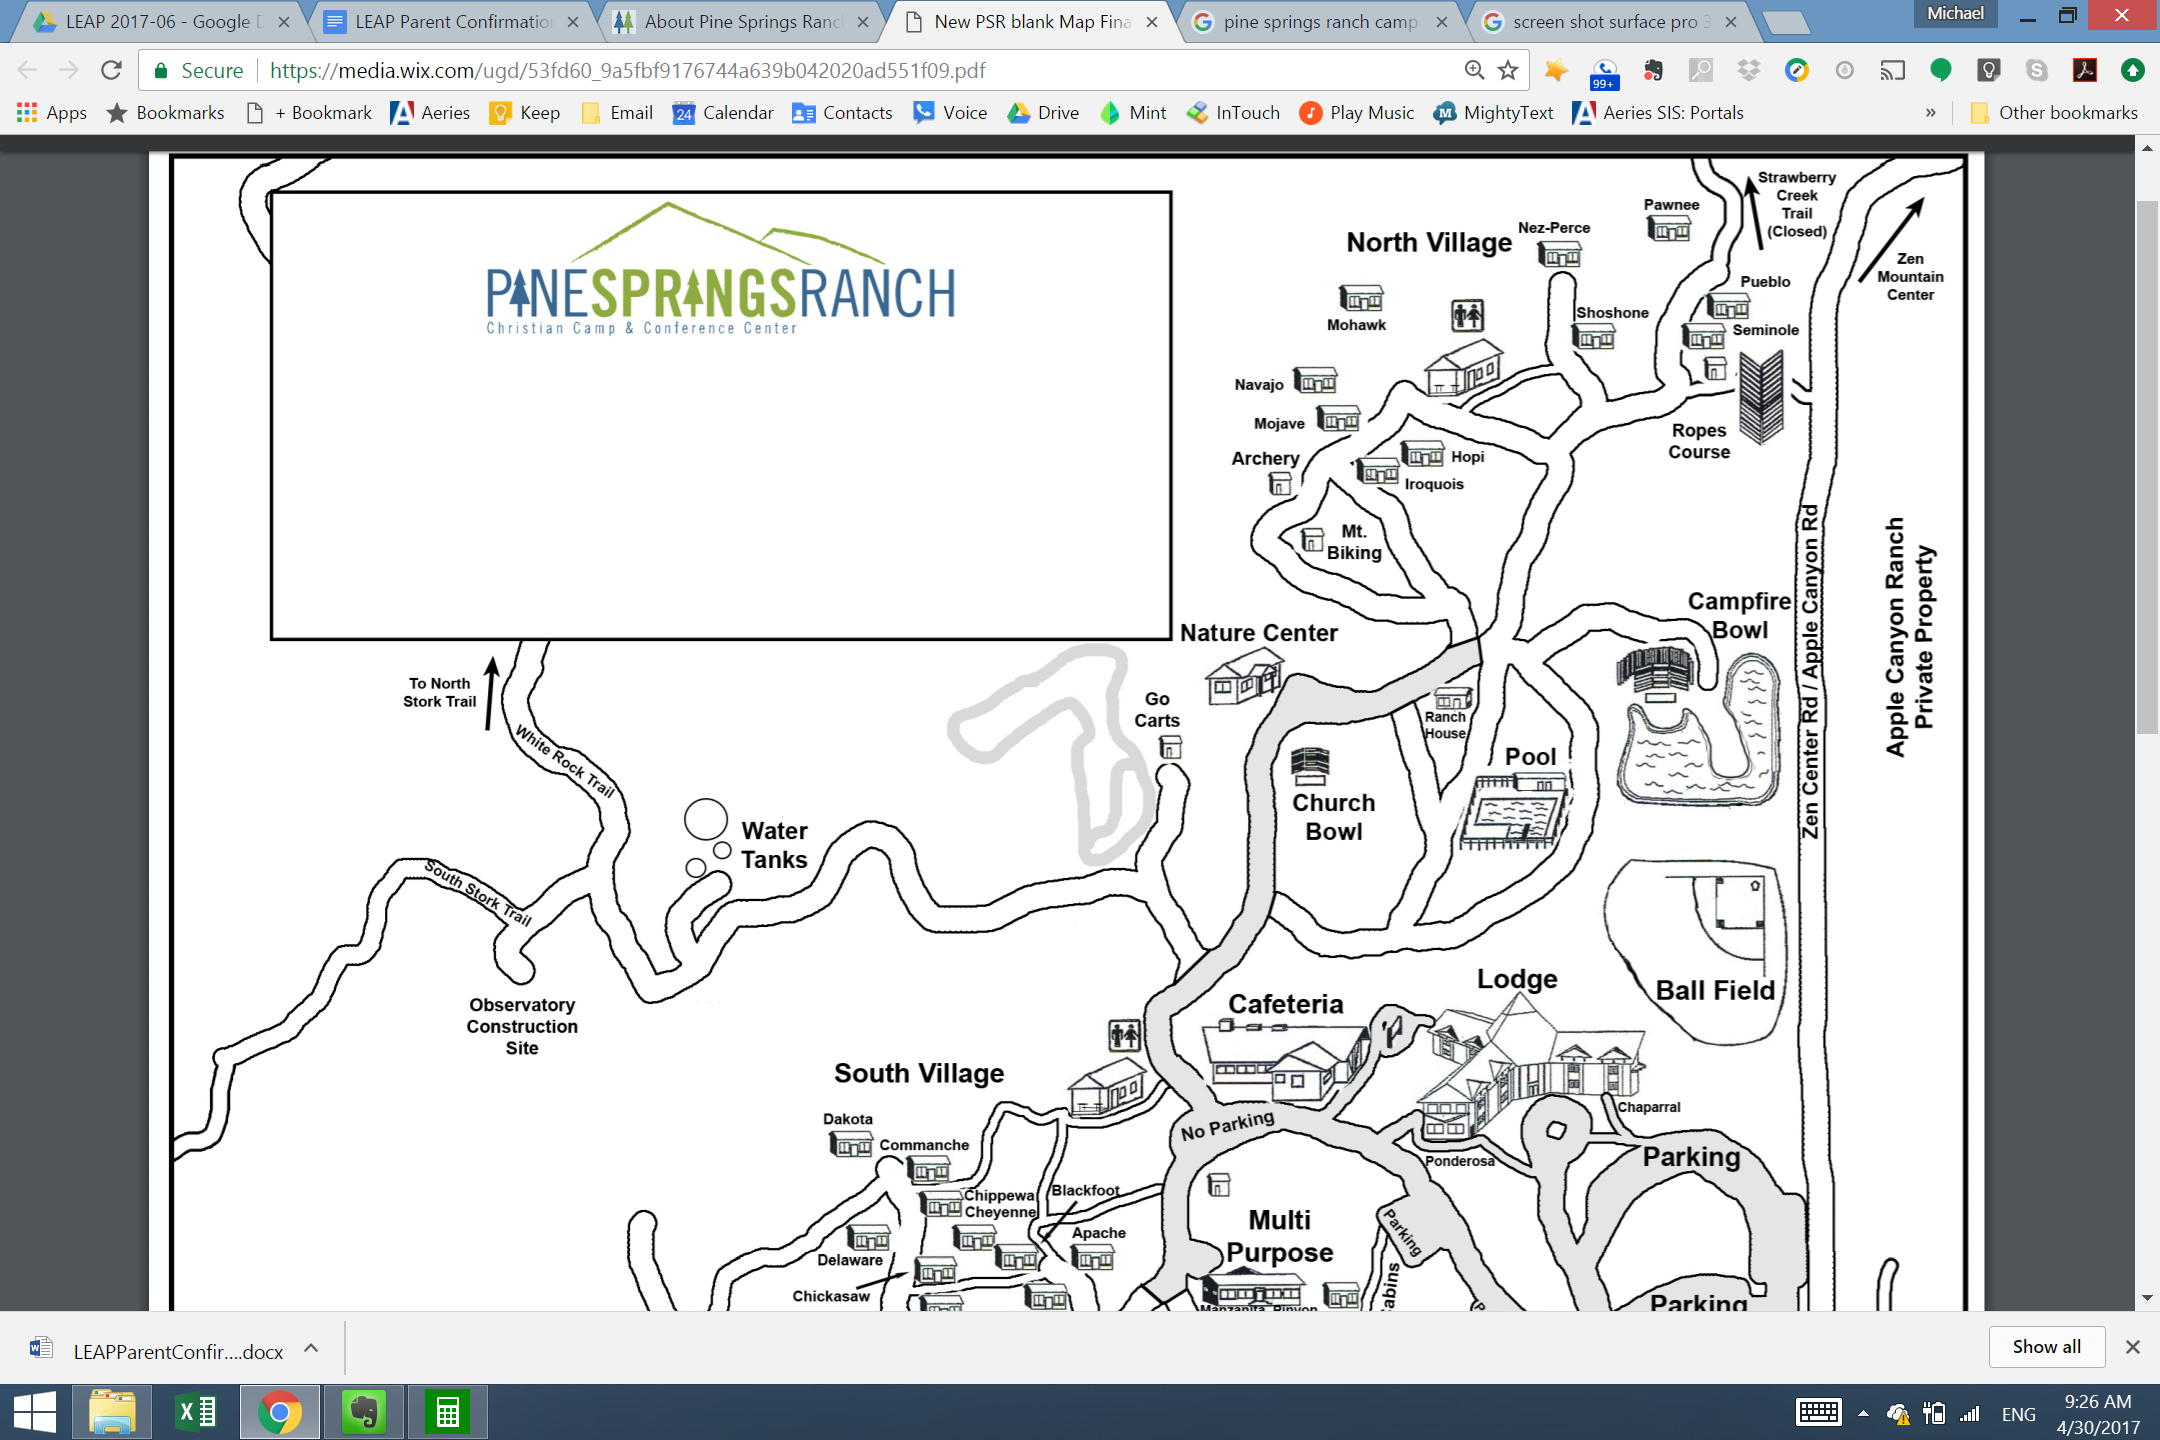 LEAP 2017-06 - Google D
LEAP Parent Confirmation
About Pine Springs Ranc
New PSR blank Map Fina
pine springs ranch camp
screen shot surface pro 3
Michael
Secure
https://media.wix.com/ugd/53fd60_9a5fbf9176744a639b042020ad551f09.pdf
99+
Apps
Bookmarks
+ Bookmark
Aeries
Keep
Email
24
Calendar
Contacts
Voice
Drive
Mint
InTouch
Play Music
MightyText
Aeries SIS: Portals
»
Other bookmarks
PINESPRINGSRANCH
Christian Camp & Conference Center
North Village
Nez-Perce
Pawnee
Strawberry
Creek
Trail
(Closed)
Zen
Mountain
Center
Mohawk
Shoshone
Pueblo
Seminole
Navajo
Mojave
Archery
Hopi
Iroquois
Ropes
Course
Mt.
Biking
Zen Center Rd / Apple Canyon Rd
Apple Canyon Ranch
Private Property
Campfire
Bowl
Nature Center
To North
Stork Trail
White Rock Trail
Go
Carts
Ranch
House
Pool
Church
Bowl
Water
Tanks
South Stork Trail
Observatory
Construction
Site
Ball Field
Lodge
Cafeteria
South Village
No Parking
Chaparral
Ponderosa
Parking
Dakota
Commanche
Chippewa
Cheyenne
Blackfoot
Apache
Delaware
Chickasaw
Multi
Purpose
Manzanita Pinyon
Parking
abins
P
Parking
LEAPParentConfir....docx
Show all
ENG
9:26 AM
4/30/2017